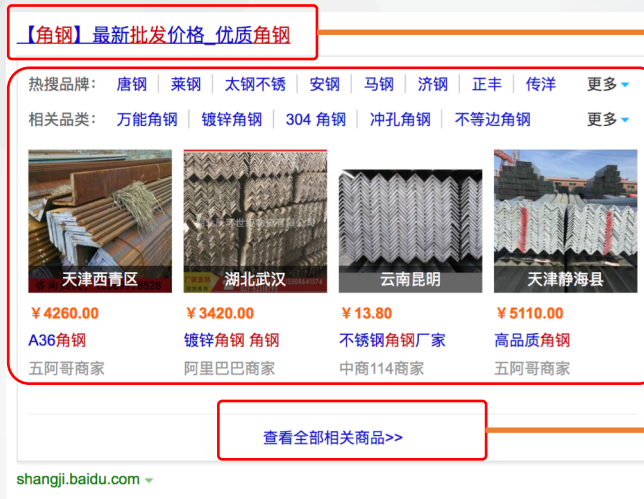 【角钢】最新批发价格_优质角钢
热搜品牌： 唐钢 莱钢 太钢不锈 安钢 马钢 济钢 正丰 传洋 更多
相关品类： 万能角钢 镀锌角钢 304 角钢 冲孔角钢 不等边角钢 更多
天津西青区 湖北武汉 云南昆明 天津静海县
￥4260.00 ￥3420.00 ￥13.80 ￥5110.00
A36角钢 镀锌角钢 角钢 不锈钢角钢厂家 高品质角钢
五阿哥商家 阿里巴巴商家 中商114商家 五阿哥商家
查看全部相关商品>>
shangji.baidu.com